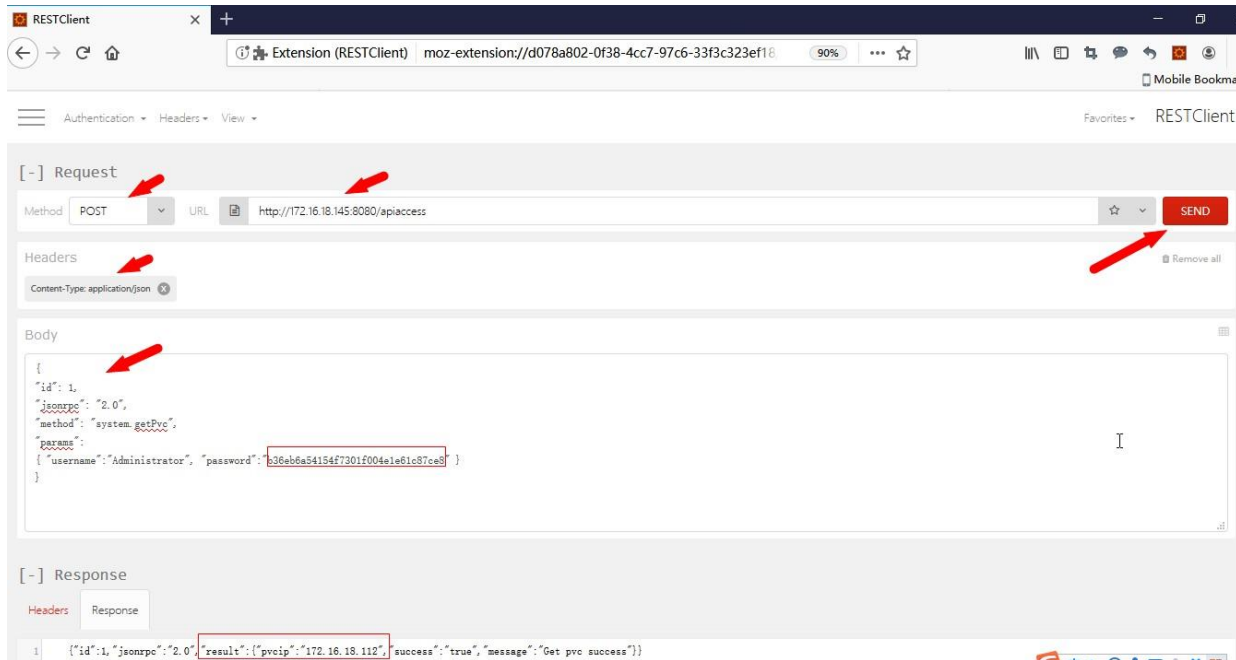 RESTClient
Extension (RESTClient) moz-extension://d078a802-0f38-4cc7-97c6-33f3c323ef18 90%
Mobile Bookma
Authentication Headers View Favorites RESTClient
[-] Request
Method POST URL http://172.16.18.145:8080/apiaccess SEND
Headers Remove all
Content-Type: application/json
Body
{
"id": 1,
"jsonrpc": "2.0",
"method": "system.getPvc",
"params":
{ "username":"Administrator", "password":"b36eb6a54154f7301f004e1e61c87ce8" }
}
[-] Response
Headers Response
1 {"id":1,"jsonrpc":"2.0","result":{"pvcip":"172.16.18.112","success":"true","message":"Get pvc success"}}